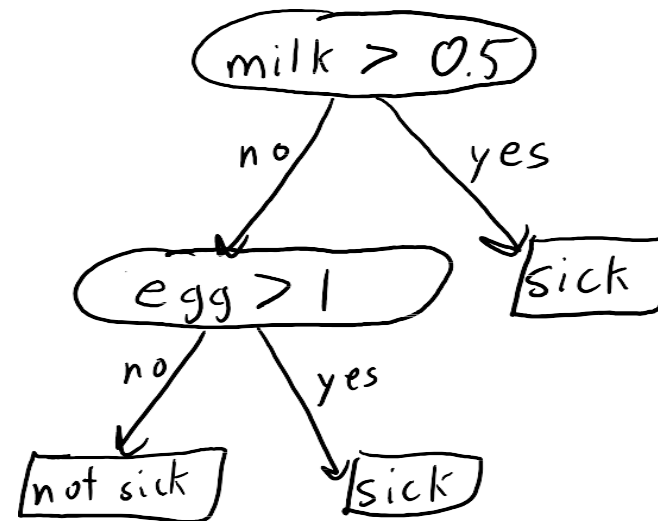 milk > 0.5
no
yes
egg > 1
sick
no
yes
not sick
sick